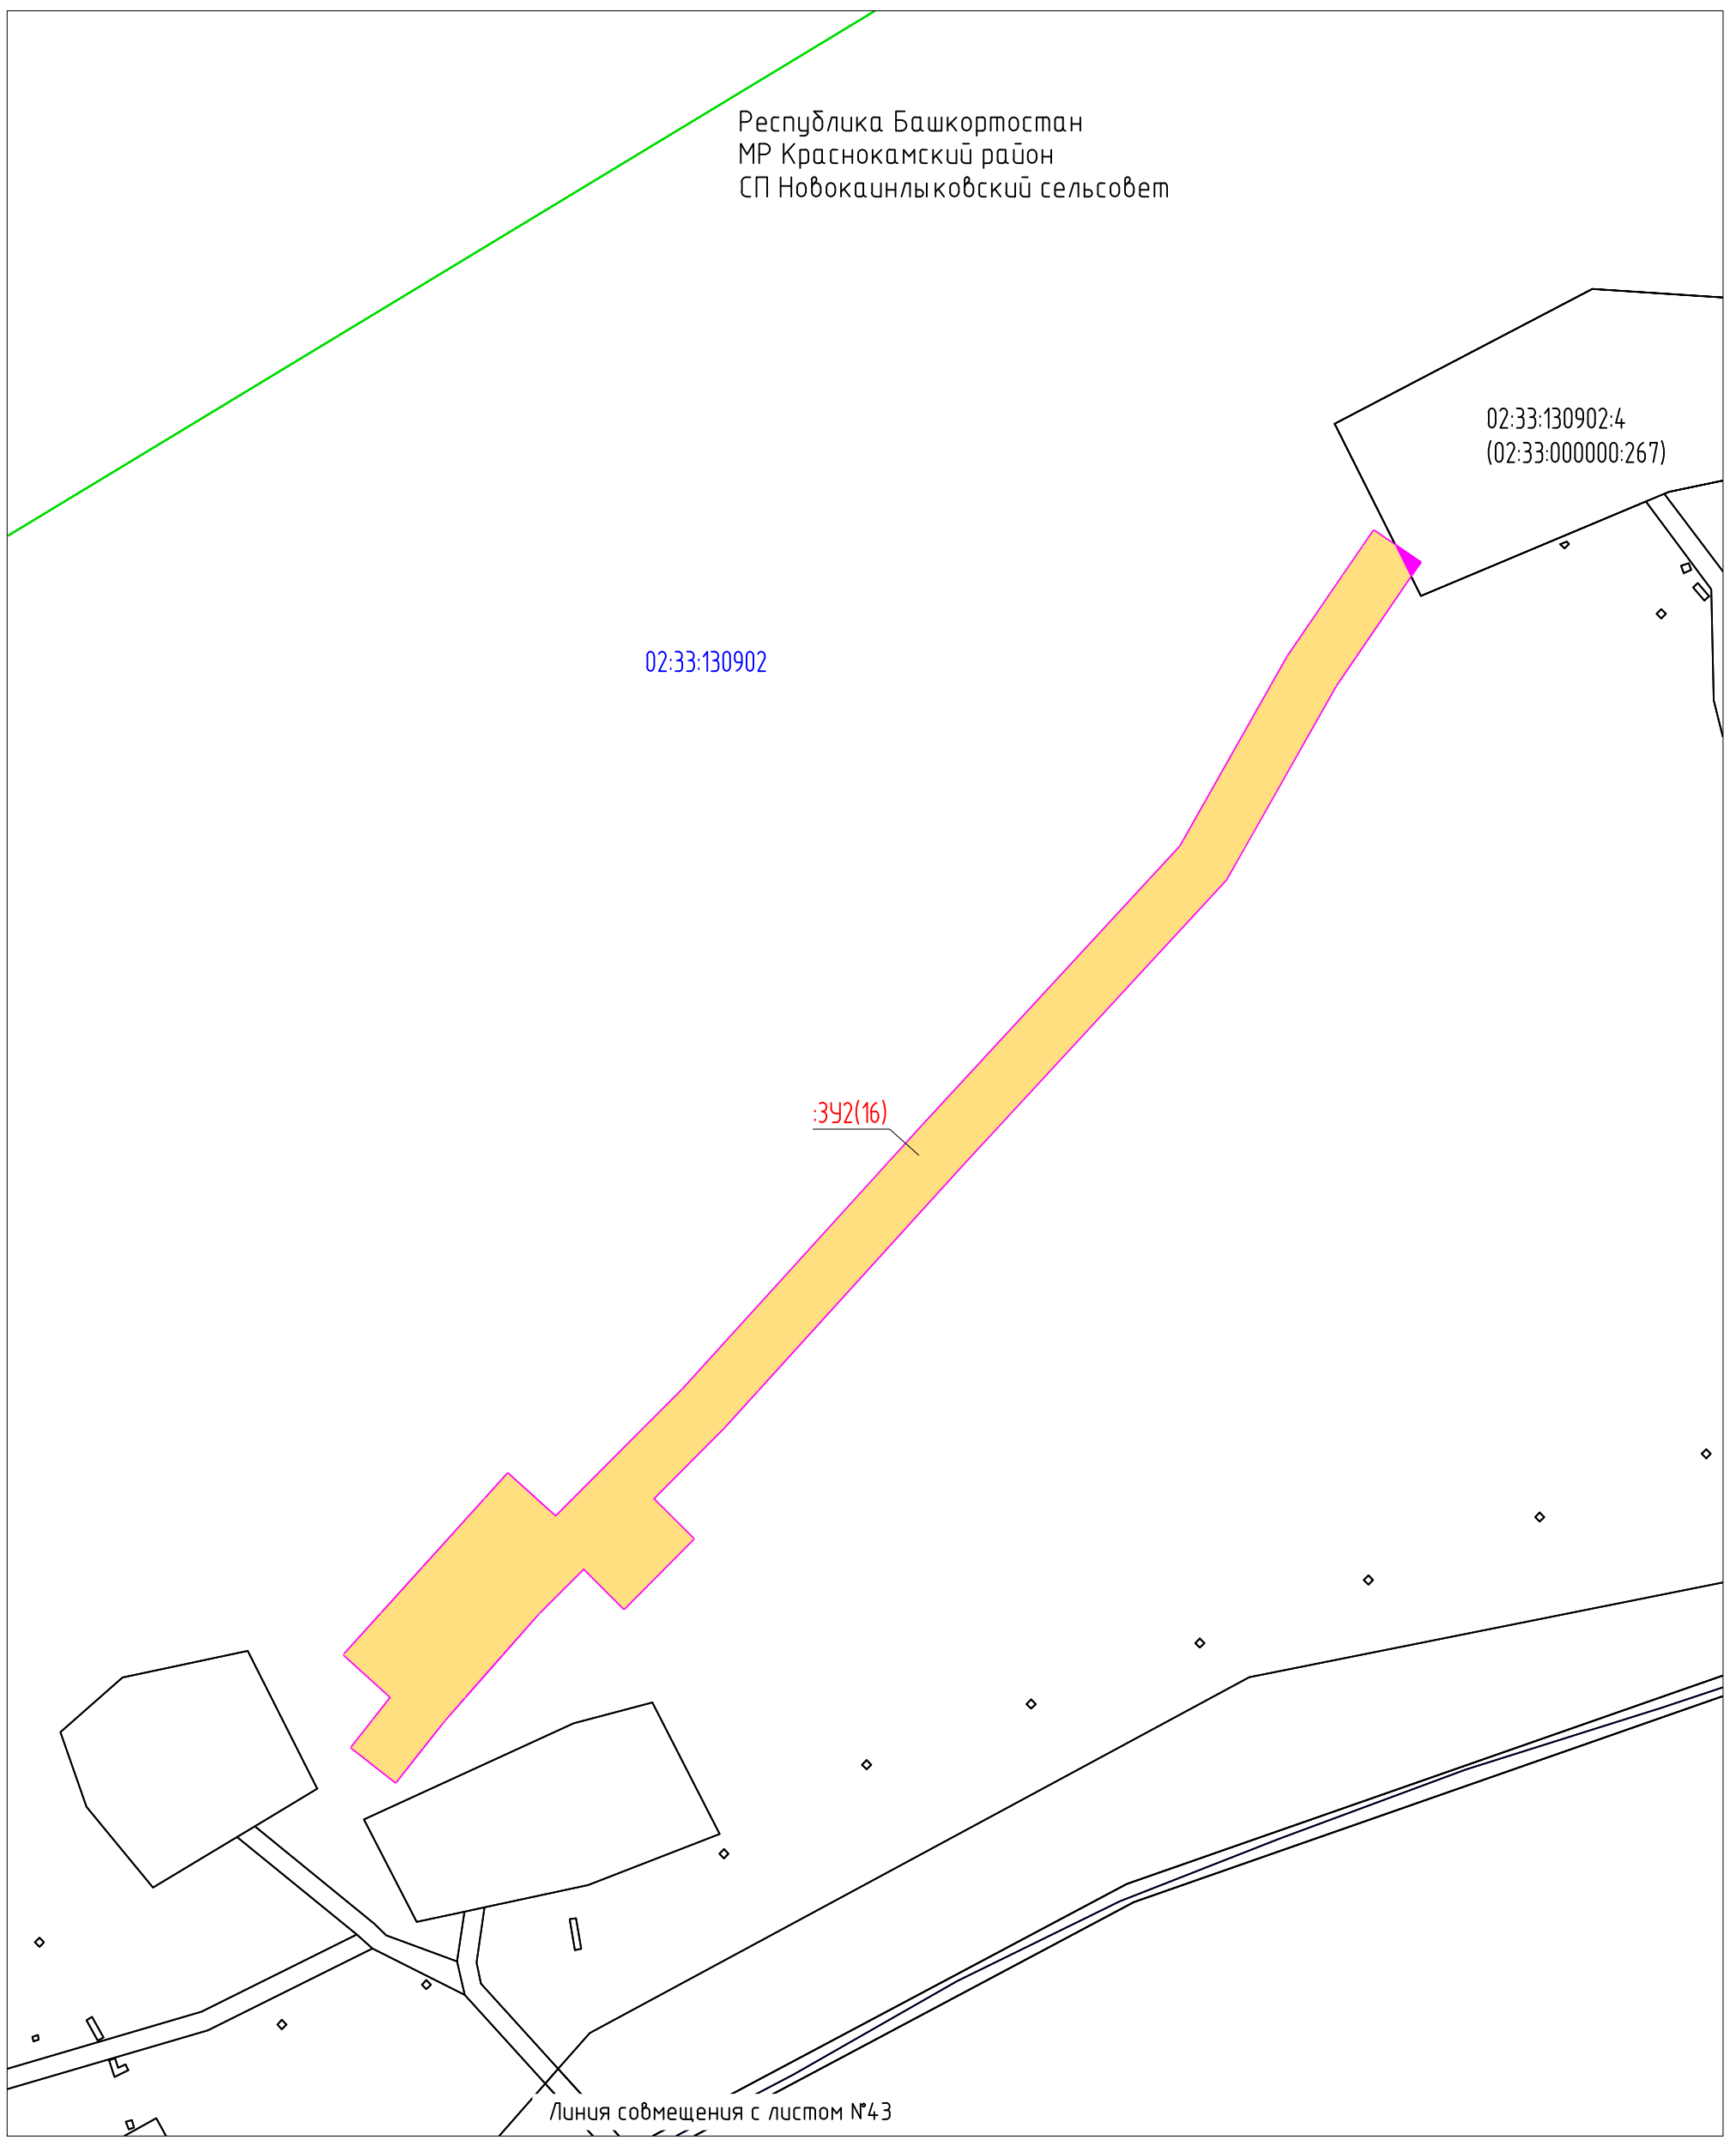 Республика Башкортостан
МР Краснокамский район
СП Новокаинлыковский сельсовет
02:33:130902:4
(02:33:000000:267)
02:33:130902
:ЗУ2(16)
Линия совмещения с листом №43